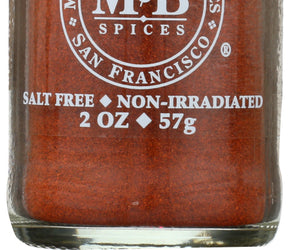 M·B
SPICES
SAN FRANCISCO
®
SALT FREE ◆ NON-IRRADIATED
2 OZ ◆ 57g